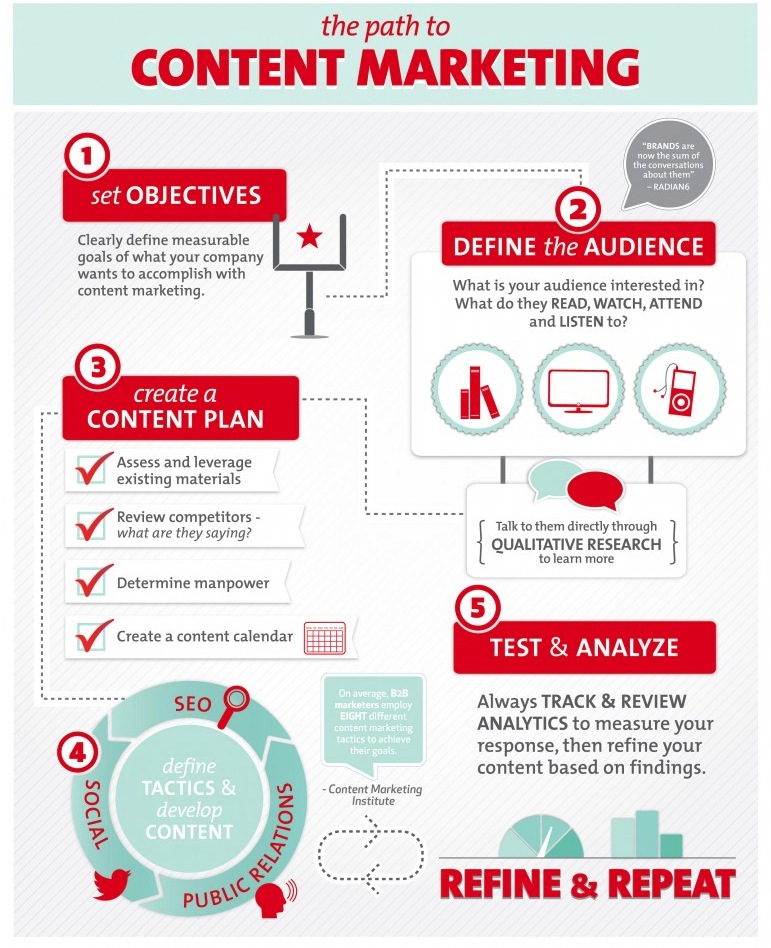 the path to
CONTENT MARKETING
1
set OBJECTIVES
Clearly define measurable
goals of what your company
wants to accomplish with
content marketing.
"BRANDS are
now the sum of
the conversations
about them"
– RADIAN6
2
DEFINE the AUDIENCE
What is your audience interested in?
What do they READ, WATCH, ATTEND
and LISTEN to?
Talk to them directly through
QUALITATIVE RESEARCH
to learn more
3
create a
CONTENT PLAN
Assess and leverage
existing materials
Review competitors -
what are they saying?
Determine manpower
Create a content calendar
4
define
TACTICS &
develop
CONTENT
SEO
PUBLIC RELATIONS
SOCIAL
On average, B2B
marketers employ
EIGHT different
content marketing
tactics to achieve
their goals.
- Content Marketing
Institute
5
TEST & ANALYZE
Always TRACK & REVIEW
ANALYTICS to measure your
response, then refine your
content based on findings.
REFINE & REPEAT